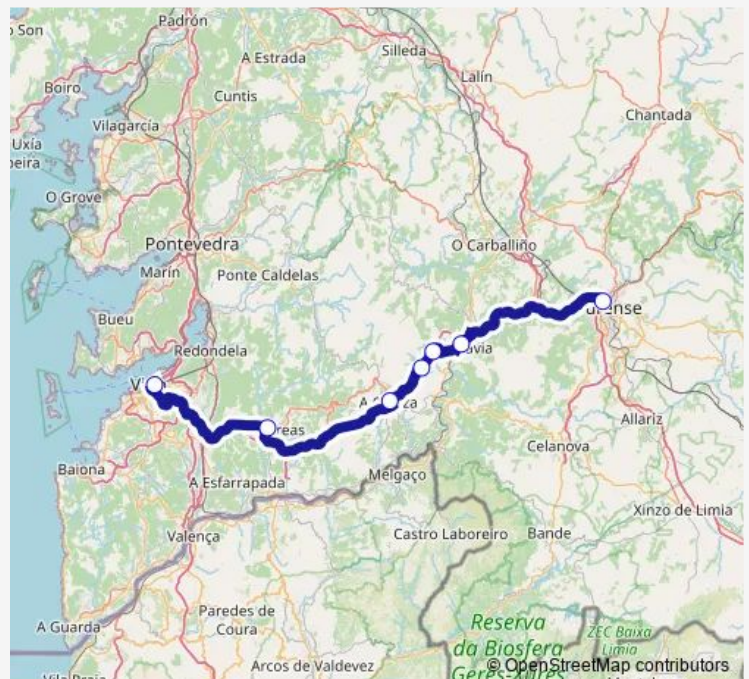 Padrón
o Son
A Estrada
Silleda
Lalín
Boiro
Cuntis
Chantada
Vilagarcía
Uxía
beira
O Grove
Pontevedra
O Carballiño
Marín
Ponte Caldelas
Bueu
urense
Redondela
avia
A
za
reas
Allariz
Baiona
Celanova
A Esfarrapada
Melgaço
Xinzo de Limia
Valença
Castro Laboreiro
Bande
Paredes de
Coura
A Guarda
Reserva
da Biosfera
ZEC Baixa
Limia
Arcos de Valdevez
© OpenStreetMap contributors